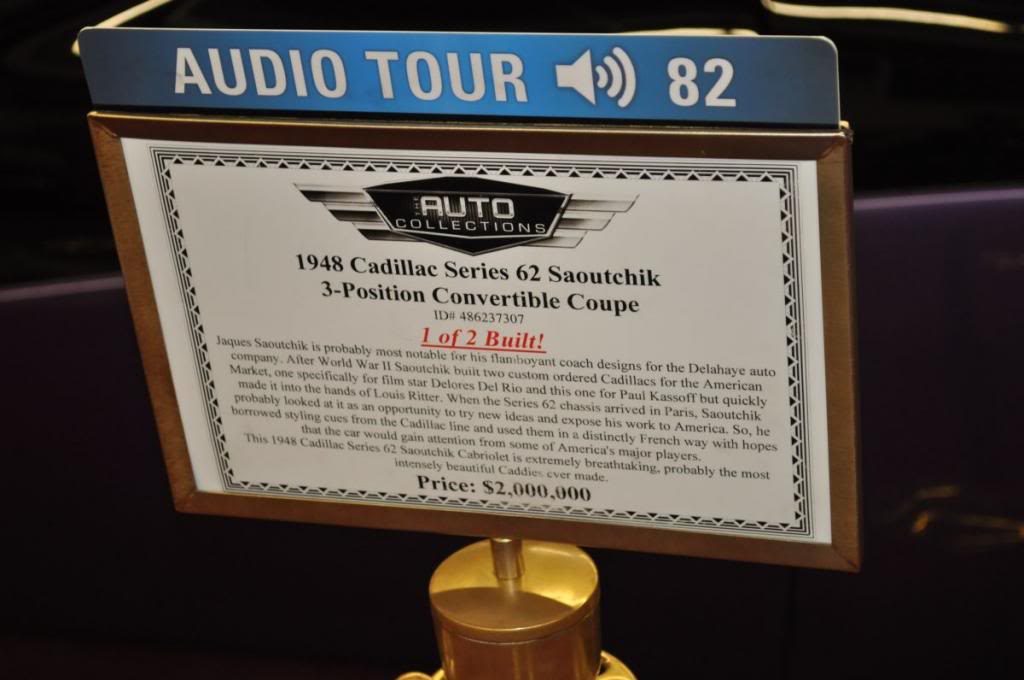 AUDIO TOUR 82
THE AUTO
COLLECTIONS
1948 Cadillac Series 62 Saoutchik
3-Position Convertible Coupe
ID# 486237307
1 of 2 Built!
Jaques Saoutchik is probably most notable for his flamboyant coach designs for the Delahaye auto
company. After World War II Saoutchik built two custom ordered Cadillacs for the American
Market, one specifically for film star Delores Del Rio and this one for Paul Kassoff but quickly
made it into the hands of Louis Ritter. When the Series 62 chassis arrived in Paris, Saoutchik
probably looked at it as an opportunity to try new ideas and expose his work to America. So, he
borrowed styling cues from the Cadillac line and used them in a distinctly French way with hopes
that the car would gain attention from some of America's major players.
This 1948 Cadillac Series 62 Saoutchik Cabriolet is extremely breathtaking, probably the most
intensely beautiful Caddies ever made.
Price: $2,000,000